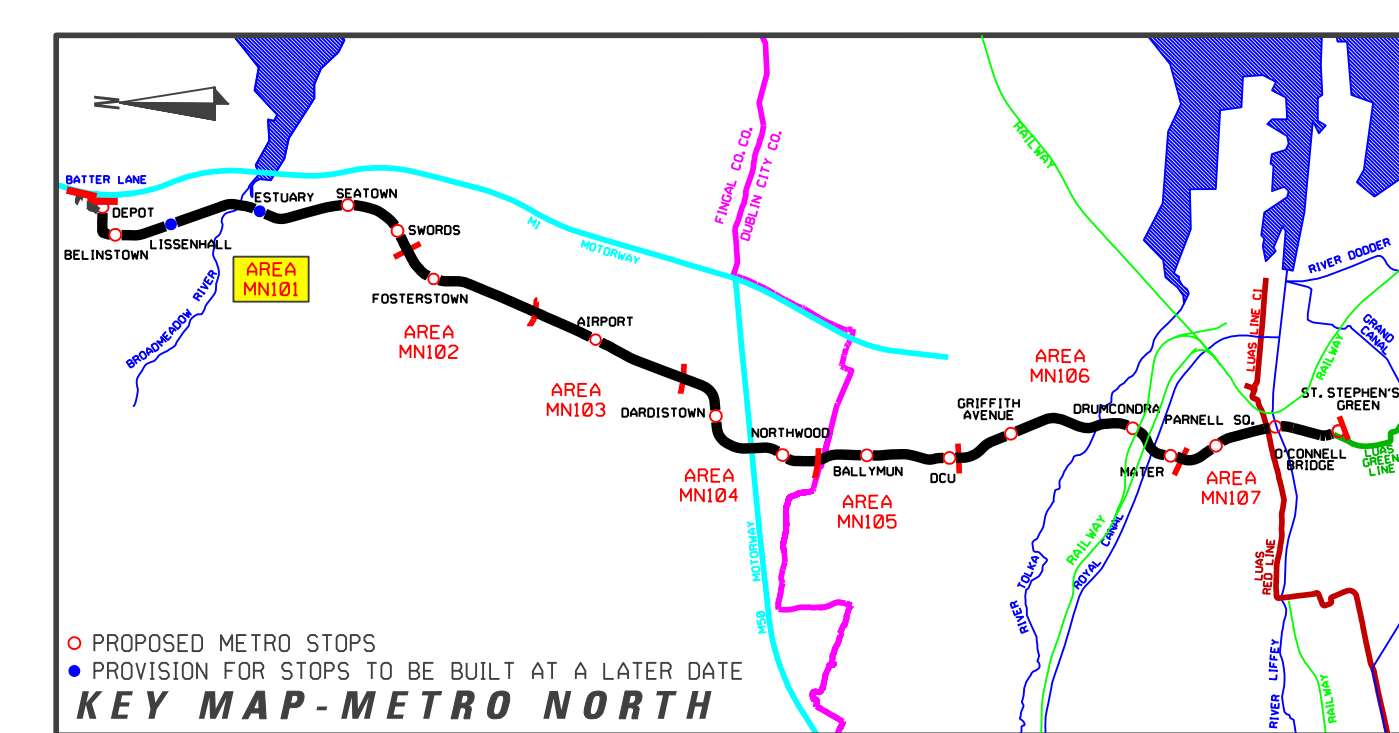 N
BATTER LANE
DEPOT
BELINSTOWN
LISSENHALL
ESTUARY
SEATOWN
SWORDS
AREA
MN101
BROADMEADOW RIVER
FOSTERSTOWN
AREA
MN102
AIRPORT
AREA
MN103
M1
MOTORWAY
FINGAL CO. CO.
DUBLIN CITY CO.
DARDISTOWN
NORTHWOOD
AREA
MN104
MOTORWAY
M50
BALLYMUN
AREA
MN105
DCU
GRIFFITH
AVENUE
AREA
MN106
RAILWAY
DRUMCONDRA
MATER
PARNELL SQ.
AREA
MN107
O'CONNELL
BRIDGE
ST. STEPHEN'S
GREEN
LUAS
GREEN
LINE
LUAS LINE C1
RIVER DODDER
GRAND
CANAL
RAILWAY
RAILWAY
ROYAL CANAL
RIVER TOLKA
LUAS
RED LINE
RIVER LIFFEY
RAILWAY
PROPOSED METRO STOPS
PROVISION FOR STOPS TO BE BUILT AT A LATER DATE
KEY MAP-METRO NORTH